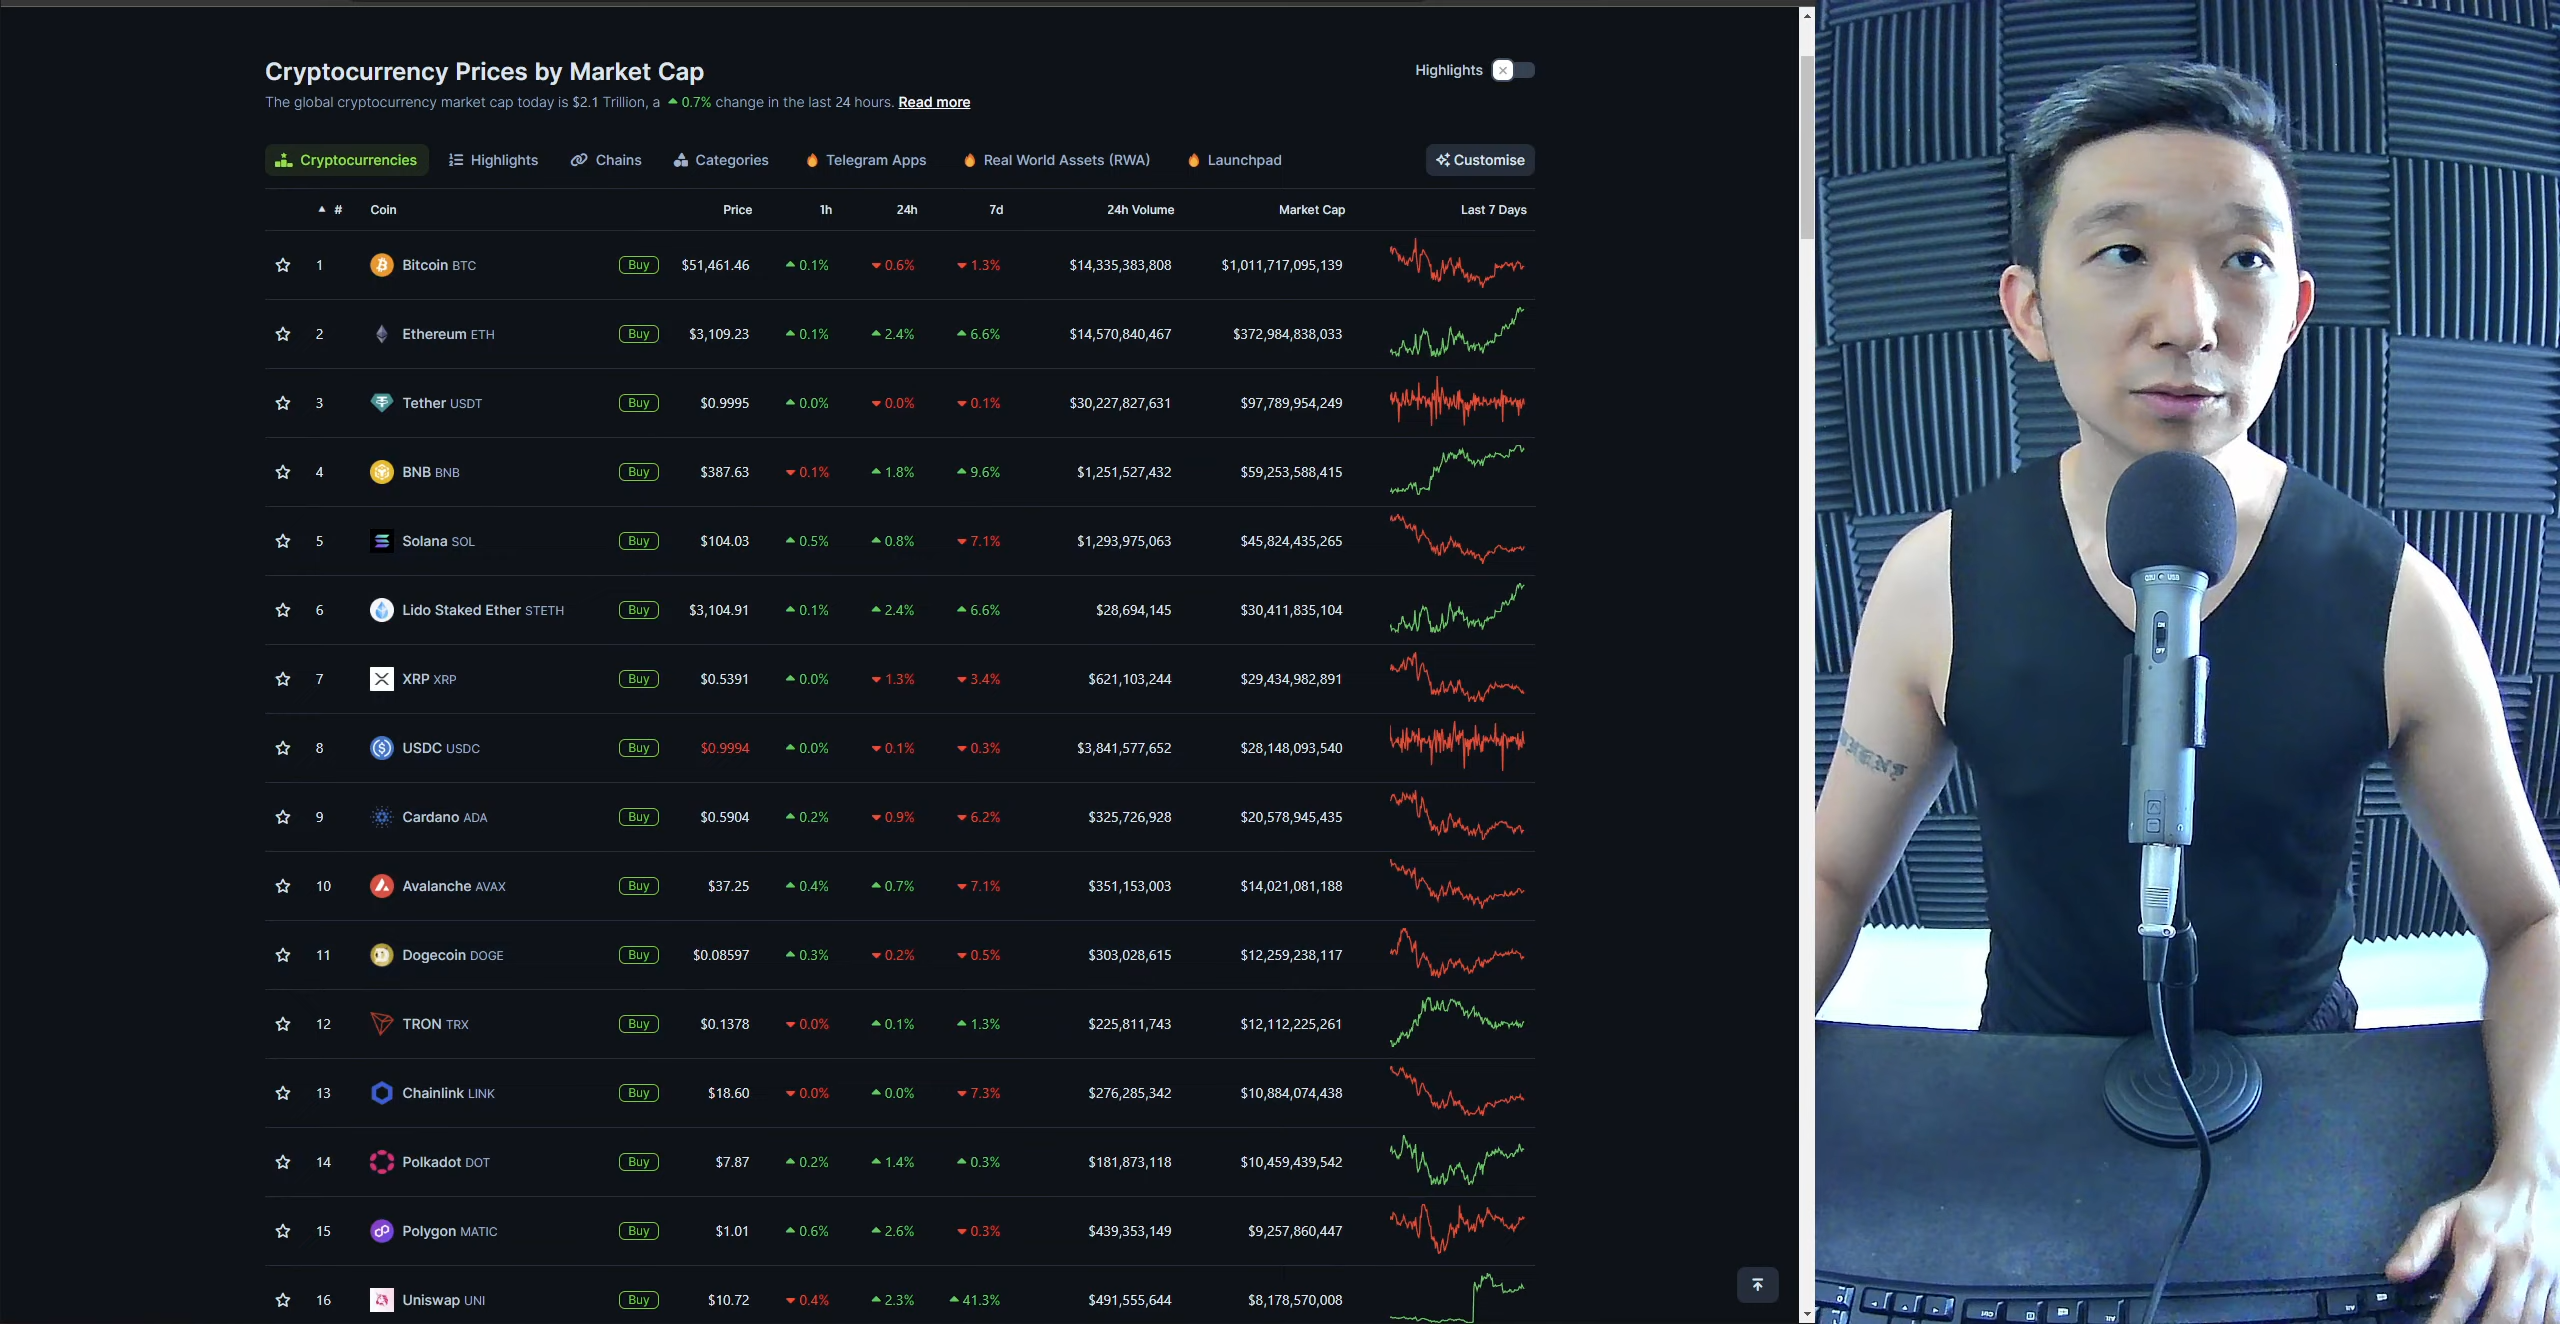 Cryptocurrency Prices by Market Cap
Highlights
The global cryptocurrency market cap today is $2.1 Trillion, a 0.7% change in the last 24 hours. Read more
Cryptocurrencies Highlights Chains Categories Telegram Apps Real World Assets (RWA) Launchpad Customise
# Coin Price 1h 24h 7d 24h Volume Market Cap Last 7 Days
1 Bitcoin BTC Buy $51,461.46 0.1% 0.6% 1.3% $14,335,383,808 $1,011,717,095,139
2 Ethereum ETH Buy $3,109.23 0.1% 2.4% 6.6% $14,570,840,467 $372,984,838,033
3 Tether USDT Buy $0.9995 0.0% 0.0% 0.1% $30,227,827,631 $97,789,954,249
4 BNB BNB Buy $387.63 0.1% 1.8% 9.6% $1,251,527,432 $59,253,588,415
5 Solana SOL Buy $104.03 0.5% 0.8% 7.1% $1,293,975,063 $45,824,435,265
6 Lido Staked Ether STETH Buy $3,104.91 0.1% 2.4% 6.6% $28,694,145 $30,411,835,104
7 XRP XRP Buy $0.5391 0.0% 1.3% 3.4% $621,103,244 $29,434,982,891
8 USDC USDC Buy $0.9994 0.0% 0.1% 0.3% $3,841,577,652 $28,148,093,540
9 Cardano ADA Buy $0.5904 0.2% 0.9% 6.2% $325,726,928 $20,578,945,435
10 Avalanche AVAX Buy $37.25 0.4% 0.7% 7.1% $351,153,003 $14,021,081,188
11 Dogecoin DOGE Buy $0.08597 0.3% 0.2% 0.5% $303,028,615 $12,259,238,117
12 TRON TRX Buy $0.1378 0.0% 0.1% 1.3% $225,811,743 $12,112,225,261
13 Chainlink LINK Buy $18.60 0.0% 0.0% 7.3% $276,285,342 $10,884,074,438
14 Polkadot DOT Buy $7.87 0.2% 1.4% 0.3% $181,873,118 $10,459,439,542
15 Polygon MATIC Buy $1.01 0.6% 2.6% 0.3% $439,353,149 $9,257,860,447
16 Uniswap UNI Buy $10.72 0.4% 2.3% 41.3% $491,555,644 $8,178,570,008